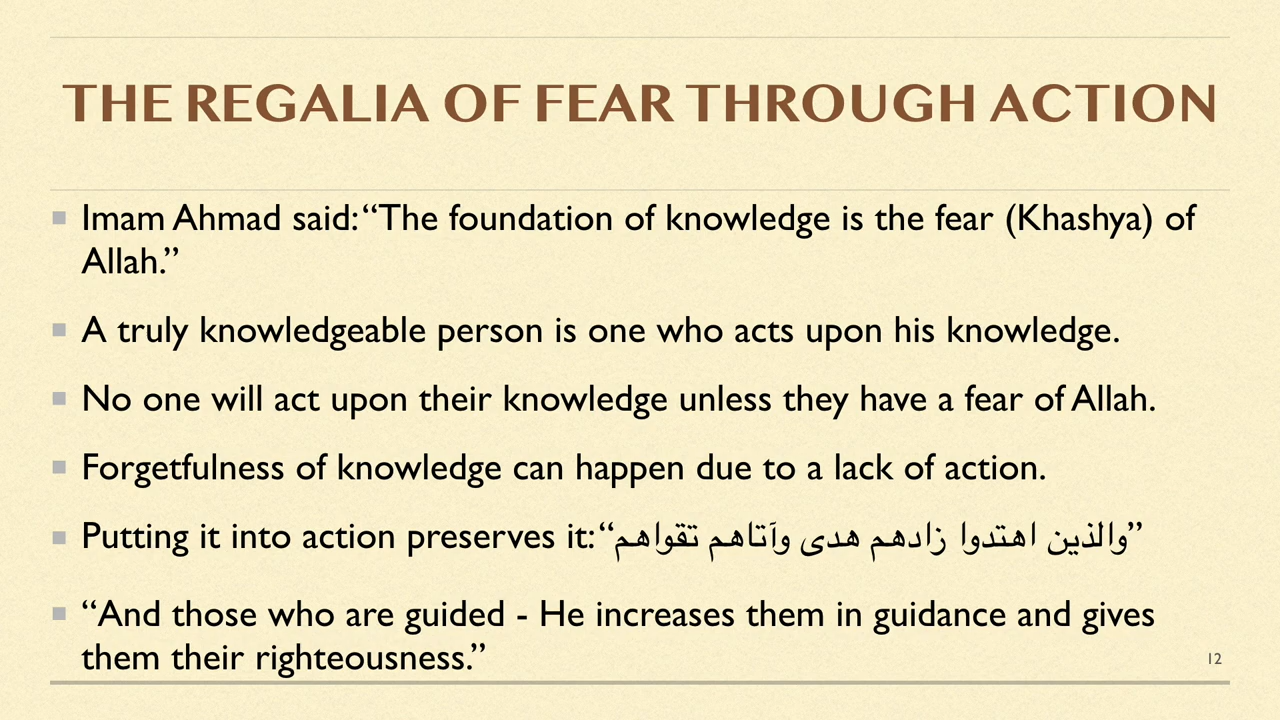 THE REGALIA OF FEAR THROUGH ACTION
Imam Ahmad said: “The foundation of knowledge is the fear (Khashya) of
Allah.”
A truly knowledgeable person is one who acts upon his knowledge.
No one will act upon their knowledge unless they have a fear of Allah.
Forgetfulness of knowledge can happen due to a lack of action.
Putting it into action preserves it: “والذين اهتدوا زادهم هدى وآتاهم تقواهم”
“And those who are guided - He increases them in guidance and gives
them their righteousness.”
12